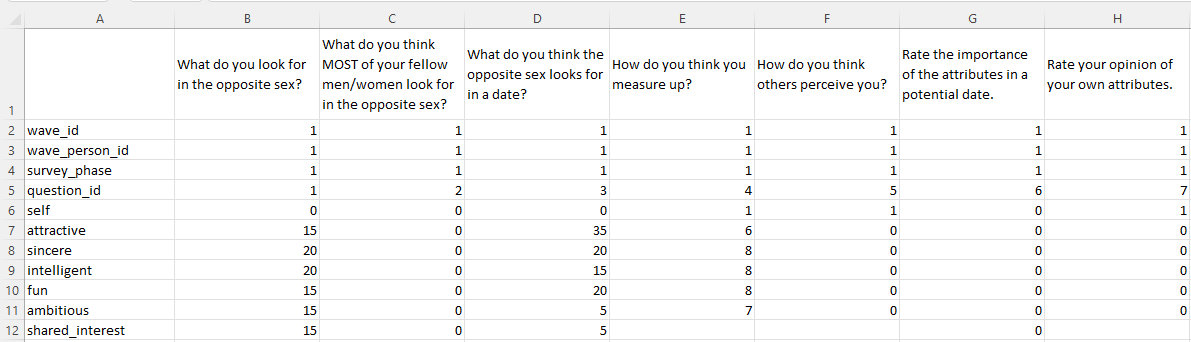 A B C D E F G H
1 What do you look for in the opposite sex? What do you think MOST of your fellow men/women look for in the opposite sex? What do you think the opposite sex looks for in a date? How do you think you measure up? How do you think others perceive you? Rate the importance of the attributes in a potential date. Rate your opinion of your own attributes.
2 wave_id 1 1 1 1 1 1 1
3 wave_person_id 1 1 1 1 1 1 1
4 survey_phase 1 1 1 1 1 1 1
5 question_id 1 2 3 4 5 6 7
6 self 0 0 0 1 1 0 1
7 attractive 15 0 35 6 0 0 0
8 sincere 20 0 20 8 0 0 0
9 intelligent 20 0 15 8 0 0 0
10 fun 15 0 20 8 0 0 0
11 ambitious 15 0 5 7 0 0 0
12 shared_interest 15 0 5 0